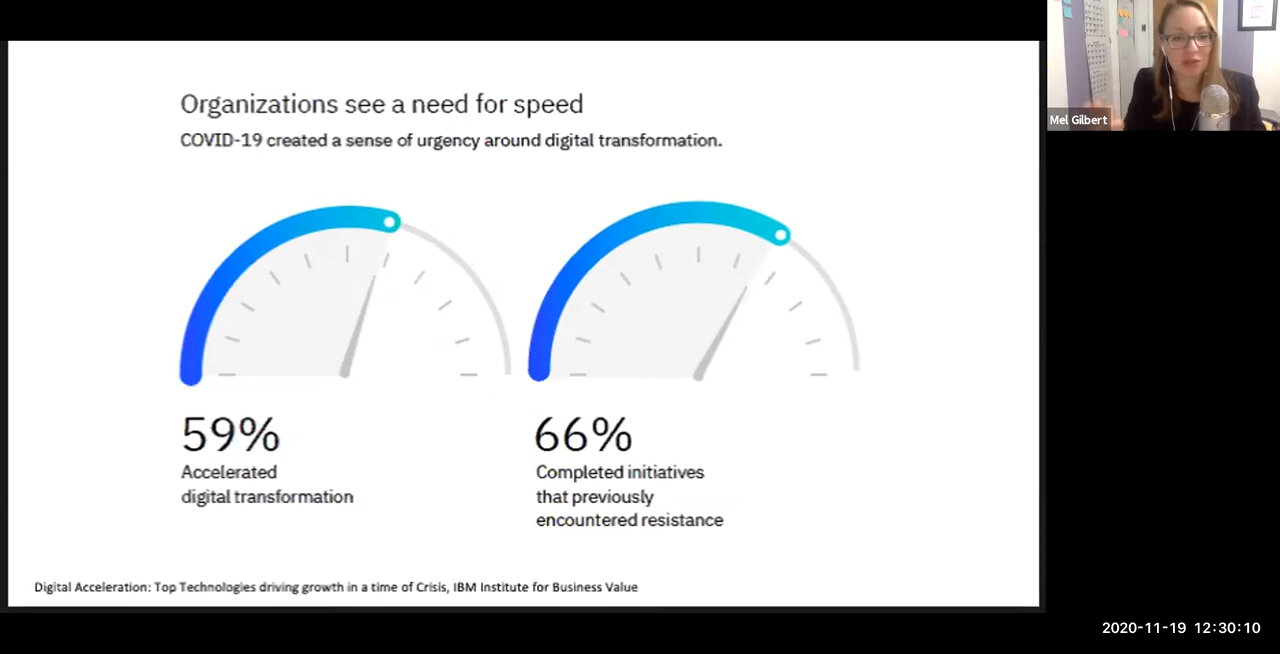 Organizations see a need for speed
COVID-19 created a sense of urgency around digital transformation.
59%
Accelerated
digital transformation
66%
Completed initiatives
that previously
encountered resistance
Digital Acceleration: Top Technologies driving growth in a time of Crisis, IBM Institute for Business Value
Mel Gilbert
2020-11-19 12:30:10